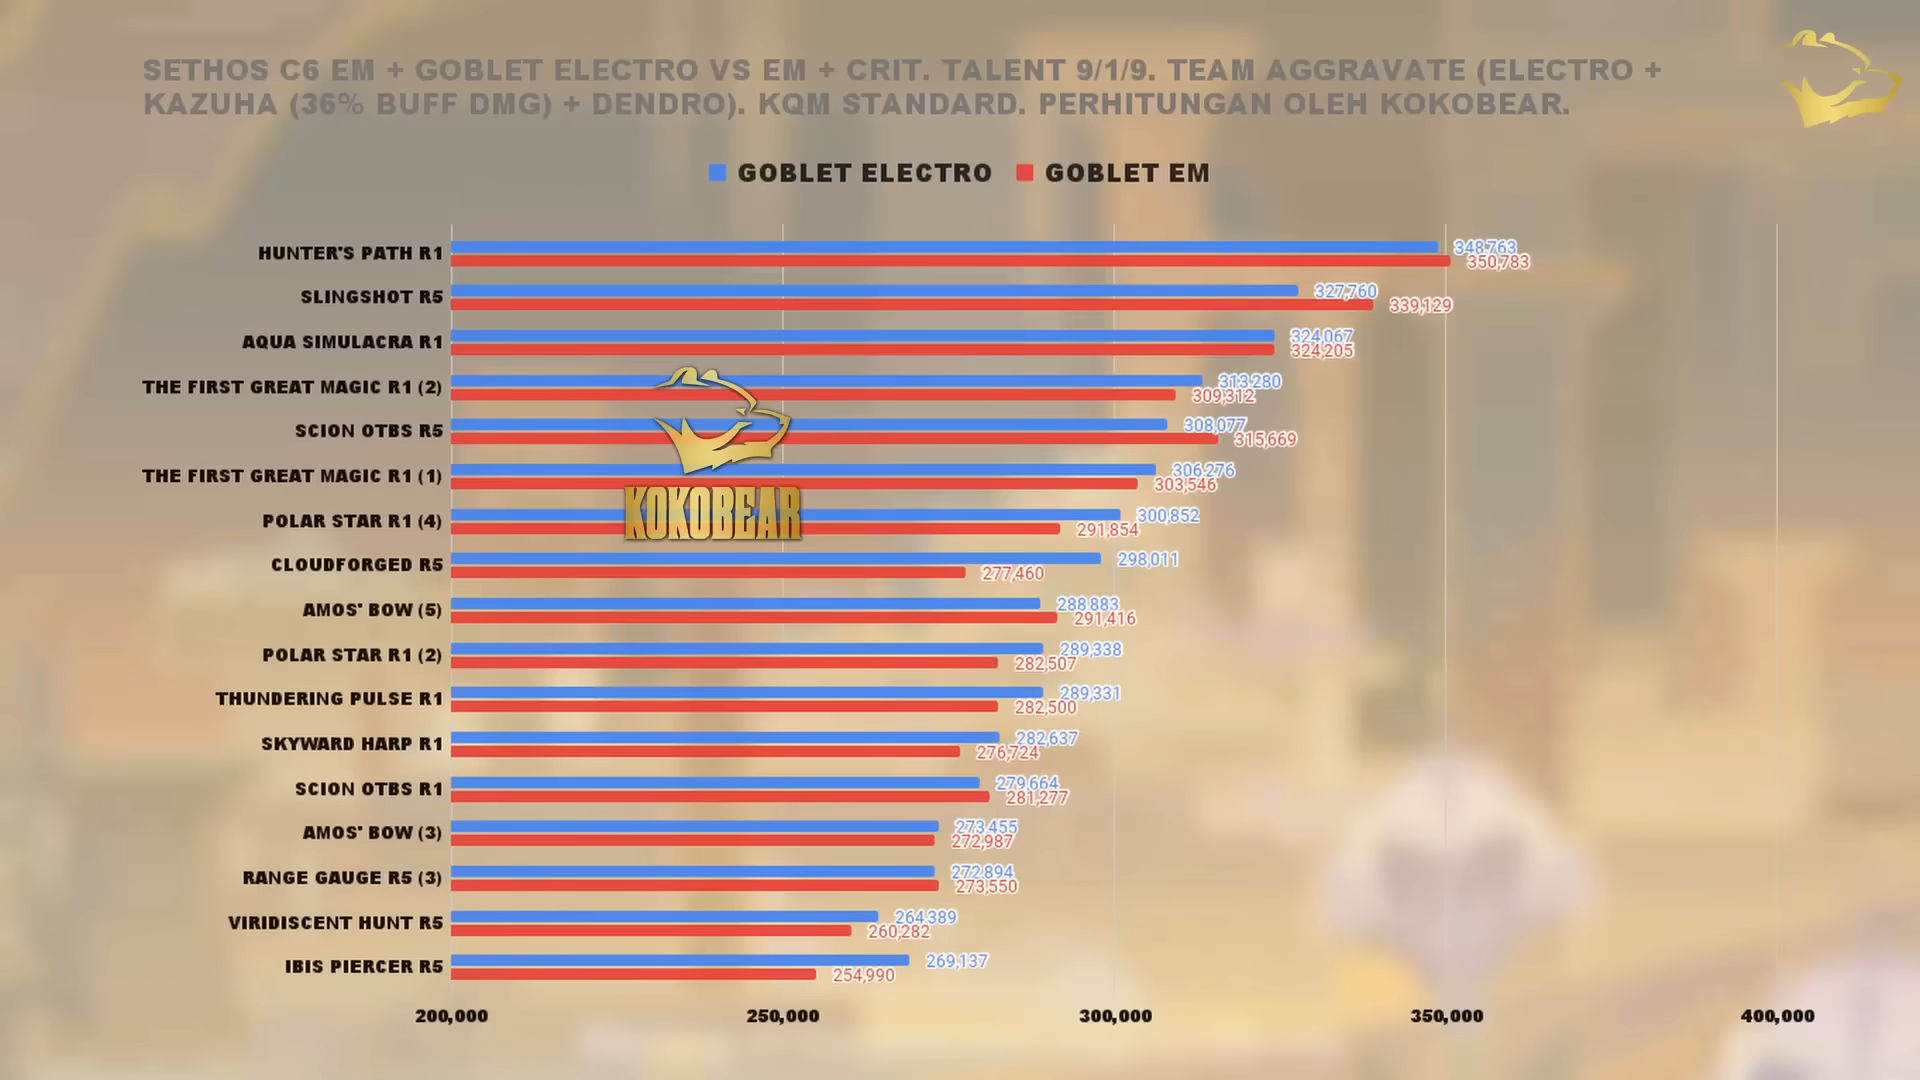 SETHOS C6 EM + GOBLET ELECTRO VS EM + CRIT. TALENT 9/1/9. TEAM AGGRAVATE (ELECTRO +
KAZUHA (36% BUFF DMG) + DENDRO). KQM STANDARD. PERHITUNGAN OLEH KOKOBEAR.
GOBLET ELECTRO GOBLET EM
HUNTER'S PATH R1 348,763
350,783
SLINGSHOT R5 327,760
339,129
AQUA SIMULACRA R1 324,067
324,205
THE FIRST GREAT MAGIC R1 (2) 313,280
309,312
SCION OTBS R5 308,077
315,669
THE FIRST GREAT MAGIC R1 (1) 306,276
303,546
KOKOBEAR
POLAR STAR R1 (4) 300,852
291,854
CLOUDFORGED R5 298,011
277,460
AMOS' BOW (5) 288,883
291,416
POLAR STAR R1 (2) 289,338
282,507
THUNDERING PULSE R1 289,331
282,500
SKYWARD HARP R1 282,637
276,724
SCION OTBS R1 279,664
281,277
AMOS' BOW (3) 273,455
272,987
RANGE GAUGE R5 (3) 272,894
273,550
VIRIDISCENT HUNT R5 264,389
260,282
IBIS PIERCER R5 269,137
254,990
200,000 250,000 300,000 350,000 400,000